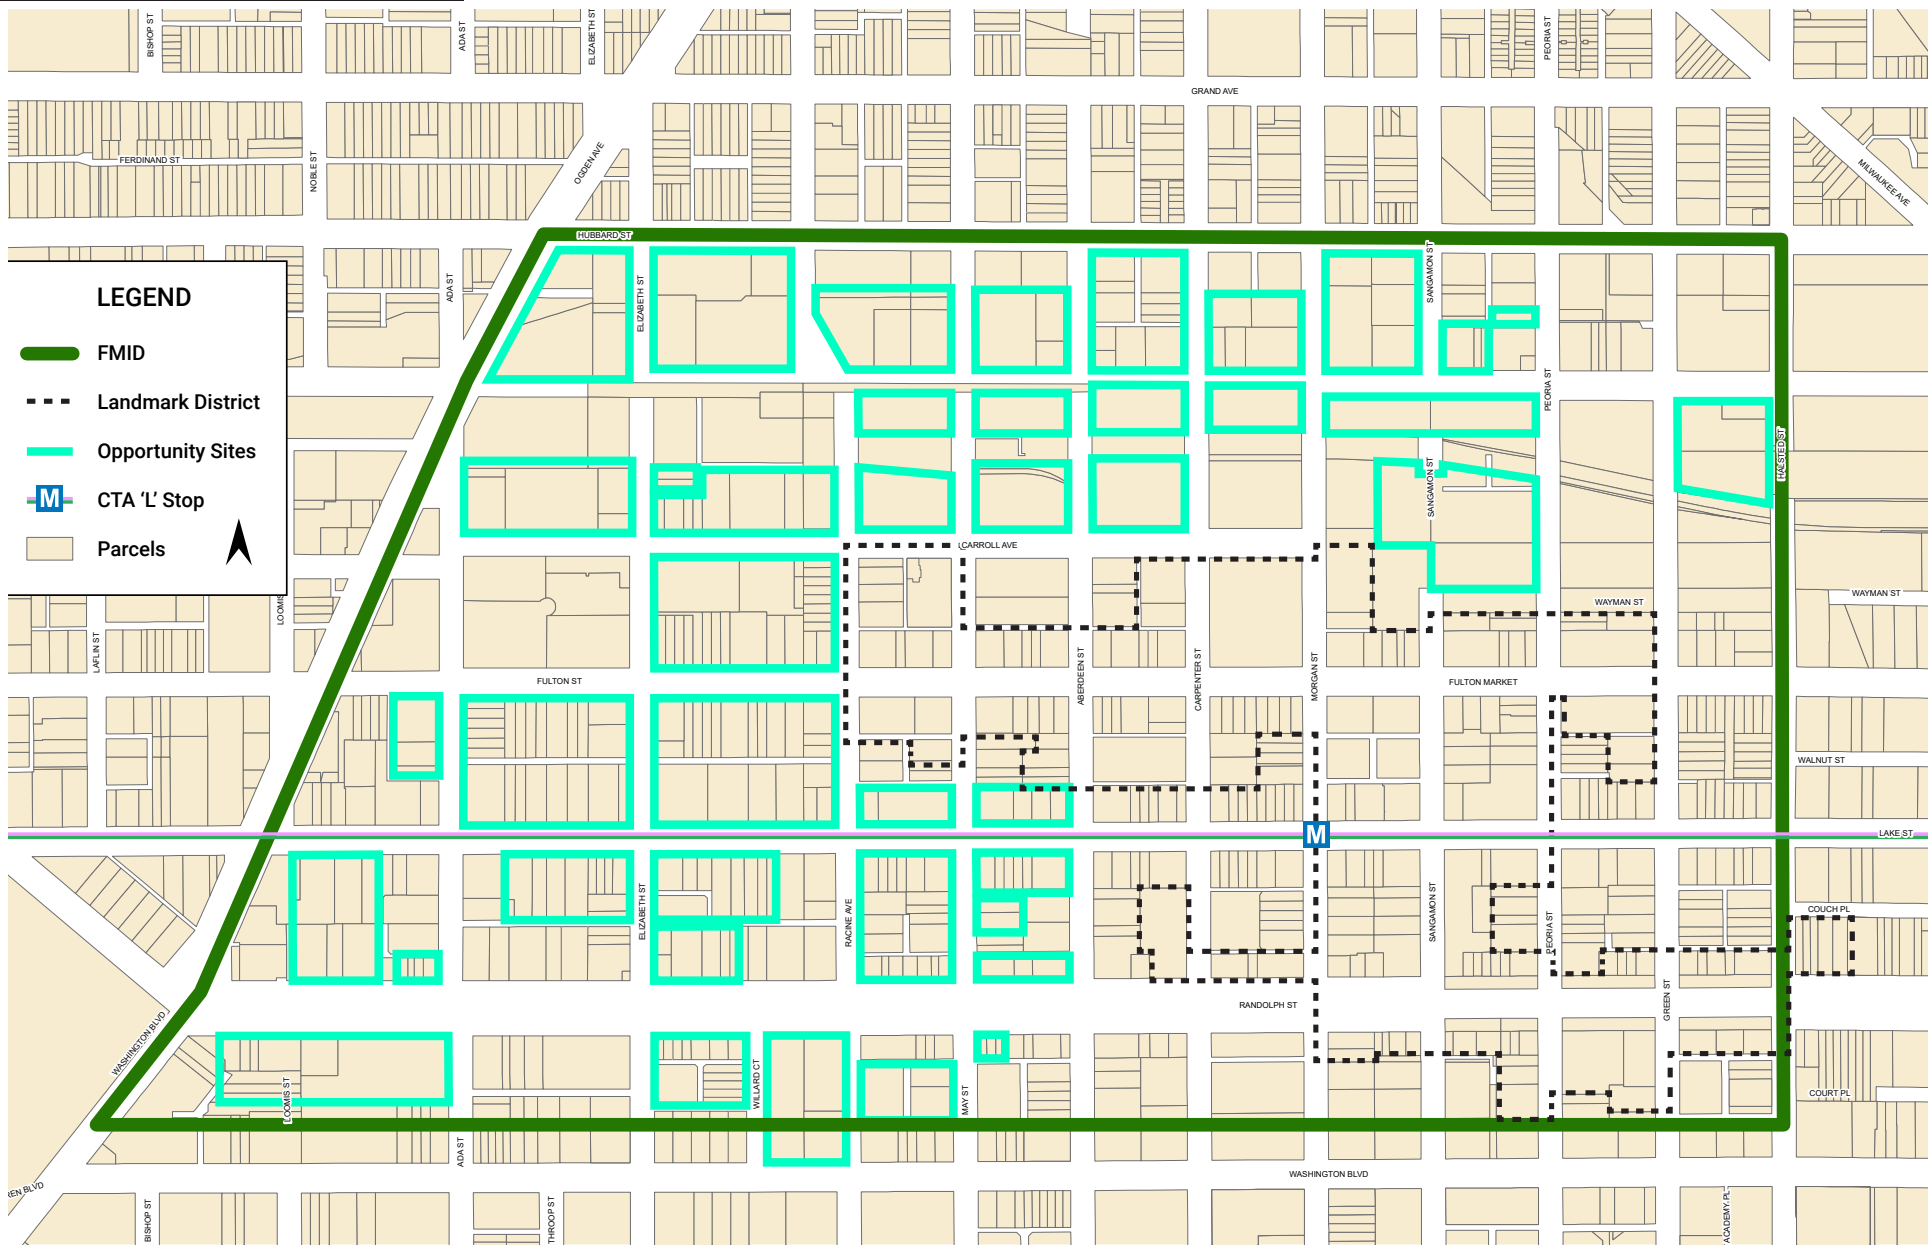 BISHOP ST
ADA ST
ELIZABETH ST
PEORIA ST
GRAND AVE
FERDINAND ST
NOBLE ST
OGDEN AVE
MILWAUKEE AVE
HUBBARD ST
ADA ST
ELIZABETH ST
SANGAMON ST
LEGEND
FMID
Landmark District
Opportunity Sites
M
CTA ‘L’ Stop
Parcels
PEORIA ST
HALSTED ST
SANGAMON ST
CARROLL AVE
LOOMIS
WAYMAN ST
WAYMAN ST
LAFLIN ST
ABERDEEN ST
CARPENTER ST
MORGAN ST
FULTON ST
FULTON MARKET
WALNUT ST
M
LAKE ST
ELIZABETH ST
RACINE AVE
SANGAMON ST
PEORIA ST
COUCH PL
RANDOLPH ST
GREEN ST
WASHINGTON BLVD
LOOMIS ST
WILLARD CT
MAY ST
COURT PL
ADA ST
WASHINGTON BLVD
REN BLVD
BISHOP ST
THROOP ST
ACADEMY PL